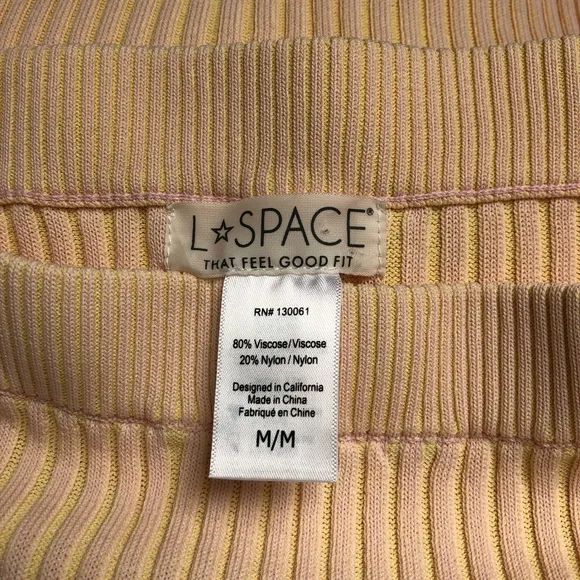 L☆SPACE®
THAT FEEL GOOD FIT
RN# 130061
80% Viscose/Viscose
20% Nylon / Nylon
Designed in California
Made in China
Fabriqué en Chine
M/M